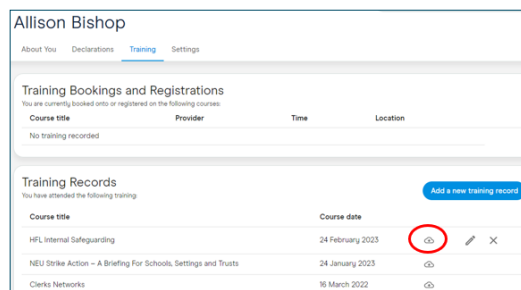 Allison Bishop
About You Declarations Training Settings
Training Bookings and Registrations
You are currently booked onto or registered on the following courses:
Course title Provider Time Location
No training recorded
Training Records
You have attended the following training:
Add a new training record
Course title Course date
HFL Internal Safeguarding 24 February 2023
NEU Strike Action – A Briefing For Schools, Settings and Trusts 24 January 2023
Clerks Networks 16 March 2022